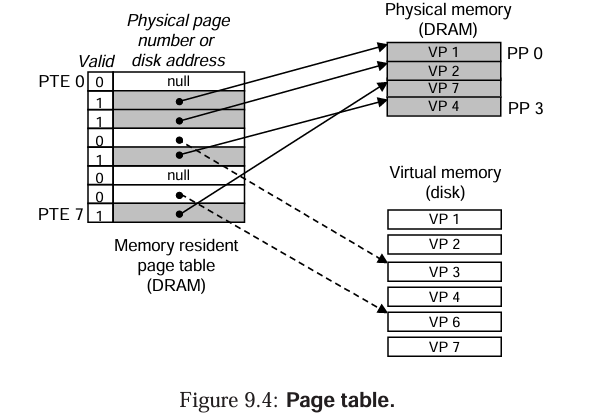 Physical page
number or
disk address
Valid
PTE 0
0
null
1
1
0
1
0
null
0
PTE 7
1
Memory resident
page table
(DRAM)
Physical memory
(DRAM)
VP 1
PP 0
VP 2
VP 7
VP 4
PP 3
Virtual memory
(disk)
VP 1
VP 2
VP 3
VP 4
VP 6
VP 7
Figure 9.4: Page table.